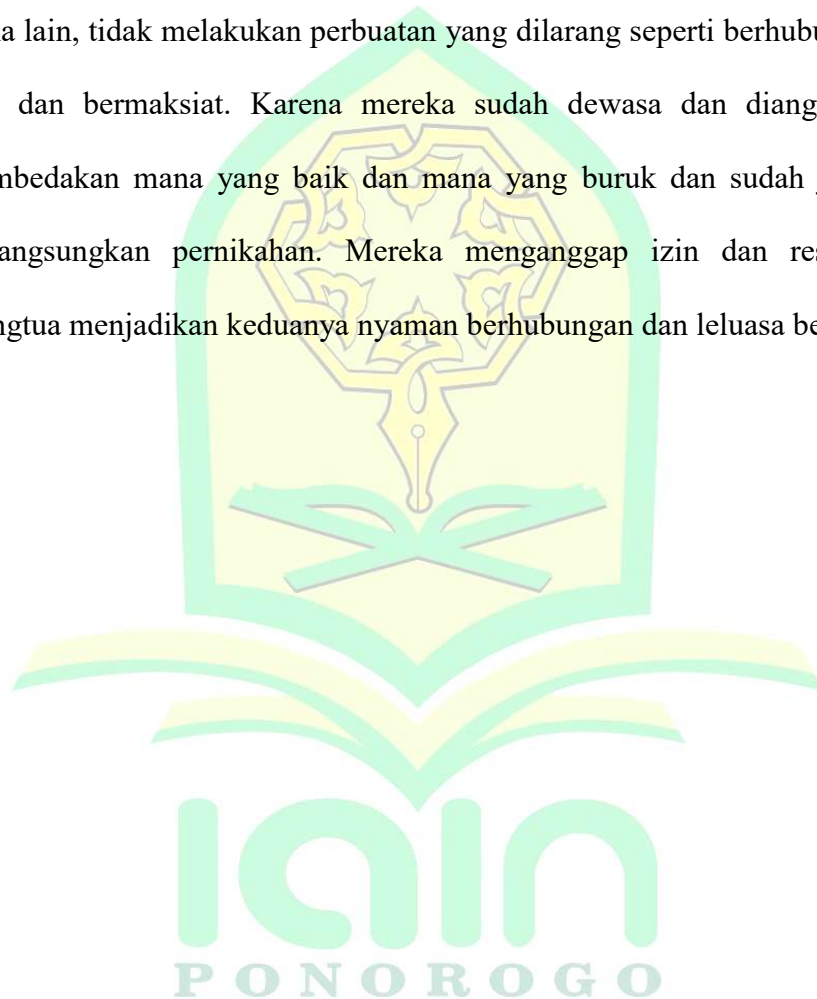 a lain, tidak melakukan perbuatan yang dilarang seperti berhubu
dan bermaksiat. Karena mereka sudah dewasa dan diang
mbedakan mana yang baik dan mana yang buruk dan sudah
angsungkan pernikahan. Mereka menganggap izin dan res
ngtua menjadikan keduanya nyaman berhubungan dan leluasa be
iain
PONOROGO